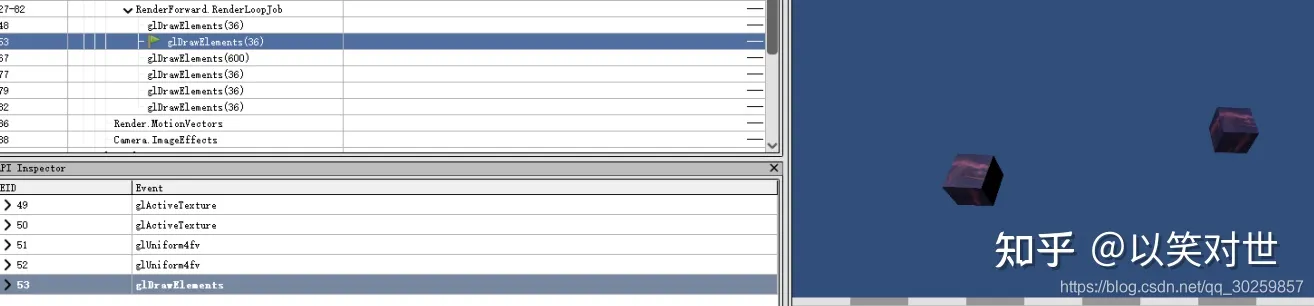 27-82 RenderForward.RenderLoopJob
48 glDrawElements(36)
53 glDrawElements(36)
67 glDrawElements(600)
77 glDrawElements(36)
79 glDrawElements(36)
82 glDrawElements(36)
86 Render.MotionVectors
88 Camera.ImageEffects
PI Inspector
EID Event
49 glActiveTexture
50 glActiveTexture
51 glUniform4fv
52 glUniform4fv
53 glDrawElements
知乎 @以笑对世
https://blog.csdn.net/qq_30259857